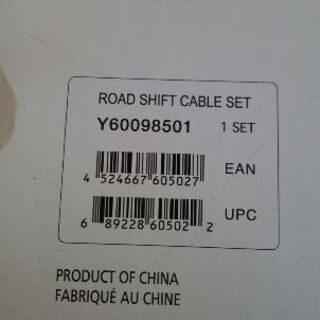 ROAD SHIFT CABLE SET
Y60098501 1 SET
EAN
4 524667 605027
UPC
6 89228 60502 2
PRODUCT OF CHINA
FABRIQUÉ AU CHINE